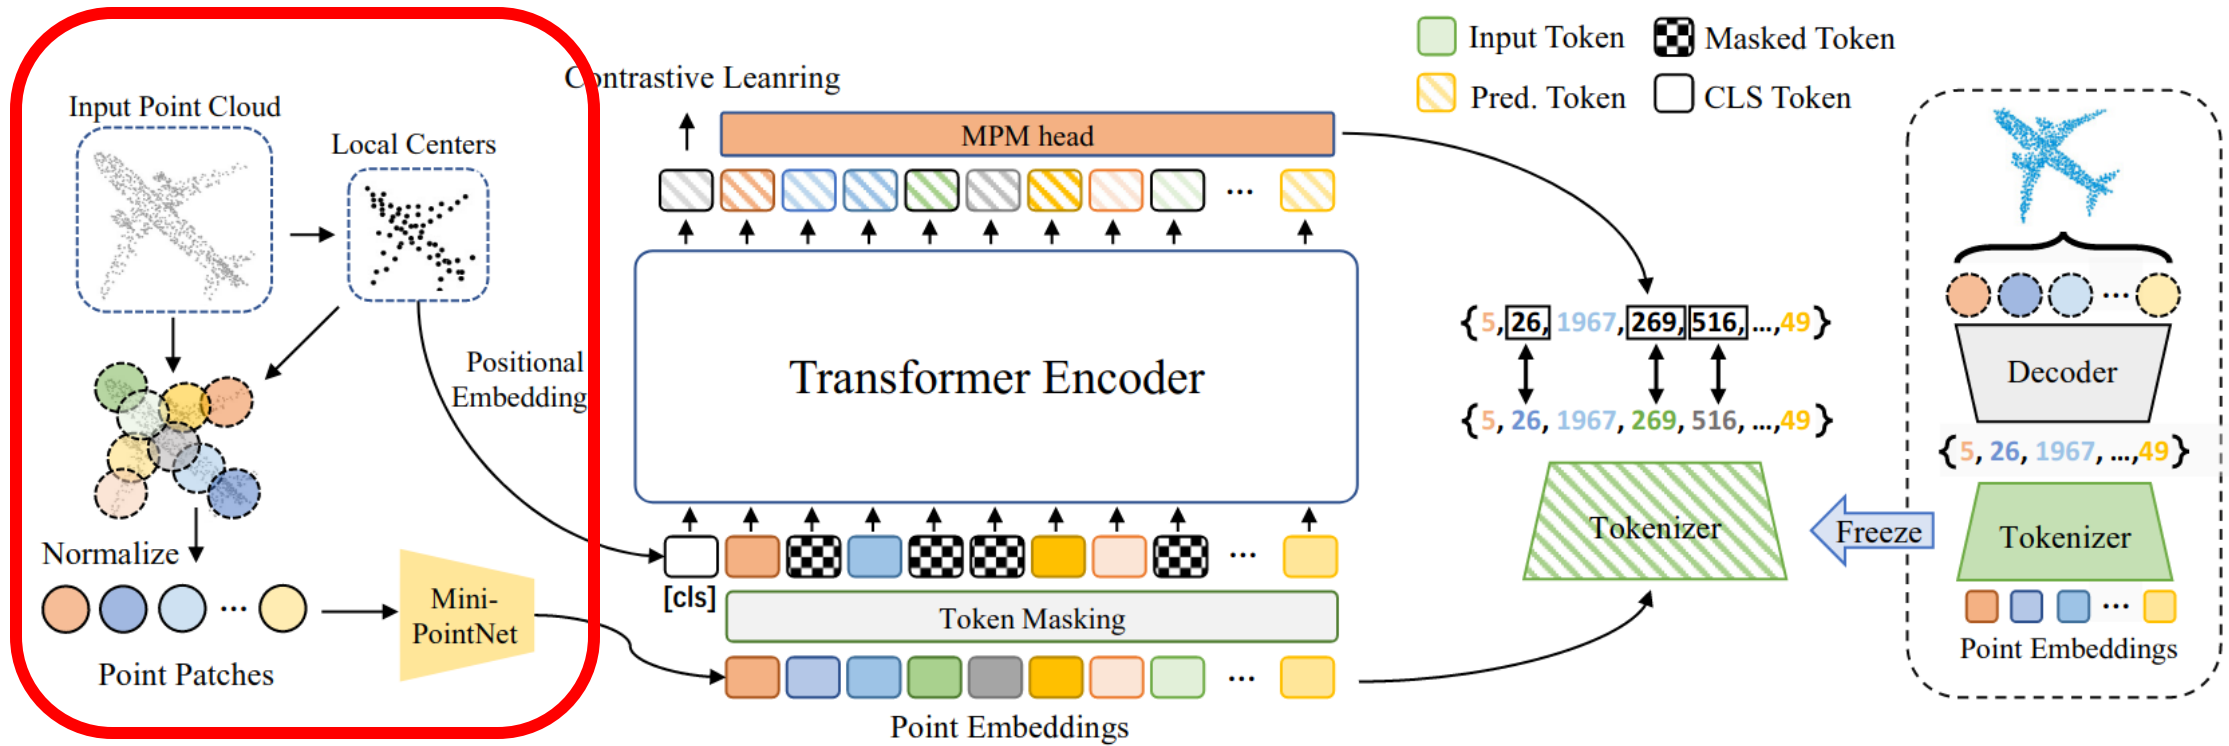 Input Token
Masked Token
Pred. Token
CLS Token
Contrastive Leanring
Input Point Cloud
Local Centers
MPM head
...
Positional
Embedding
Transformer Encoder
{5, 26, 1967, 269, 516, ...,49}
{5, 26, 1967, 269, 516, ...,49}
Normalize
...
Point Patches
Mini-
PointNet
[cls]
...
Token Masking
...
Point Embeddings
Tokenizer
Freeze
...
Decoder
{5, 26, 1967, ...,49}
Tokenizer
...
Point Embeddings